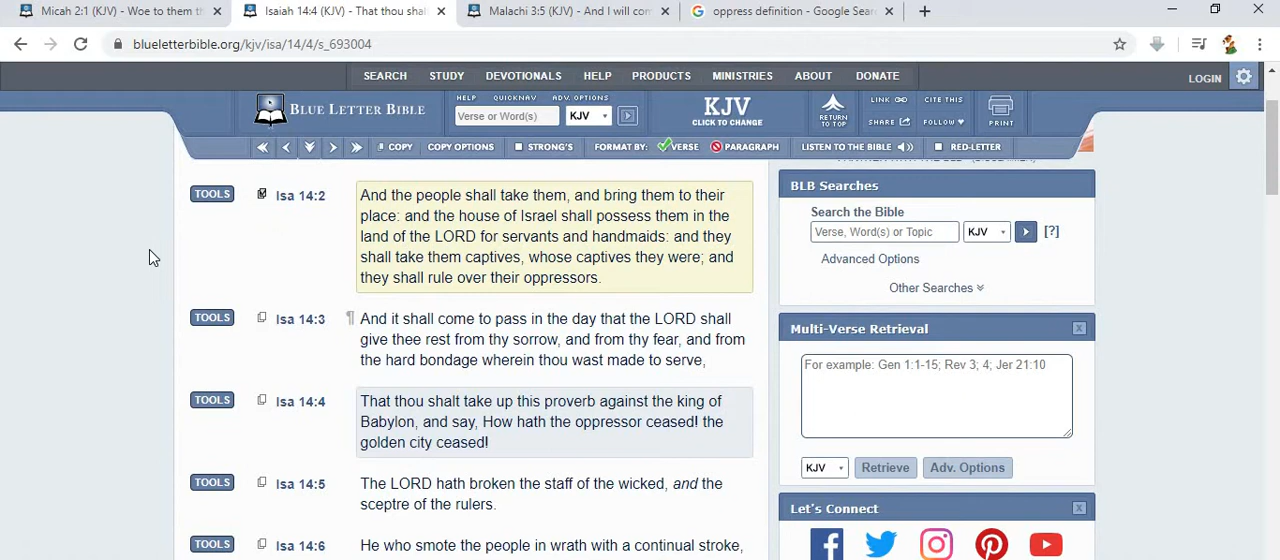 Micah 2:1 (KJV) - Woe to them th
Isaiah 14:4 (KJV) - That thou shal
Malachi 3:5 (KJV) - And I will com
oppress definition - Google Sear
blueletterbible.org/kjv/isa/14/4/s_693004
SEARCH STUDY DEVOTIONALS HELP PRODUCTS MINISTRIES ABOUT DONATE
LOGIN
BLUE LETTER BIBLE
HELP QUICKNAV ADV. OPTIONS
Verse or Word(s) KJV
KJV
CLICK TO CHANGE
RETURN
TO TOP
LINK CITE THIS
SHARE FOLLOW
PRINT
COPY COPY OPTIONS STRONG'S FORMAT BY: VERSE PARAGRAPH LISTEN TO THE BIBLE RED-LETTER
TOOLS Isa 14:2 And the people shall take them, and bring them to their
place: and the house of Israel shall possess them in the
land of the LORD for servants and handmaids: and they
shall take them captives, whose captives they were; and
they shall rule over their oppressors.
TOOLS Isa 14:3 ¶ And it shall come to pass in the day that the LORD shall
give thee rest from thy sorrow, and from thy fear, and from
the hard bondage wherein thou wast made to serve,
TOOLS Isa 14:4 That thou shalt take up this proverb against the king of
Babylon, and say, How hath the oppressor ceased! the
golden city ceased!
TOOLS Isa 14:5 The LORD hath broken the staff of the wicked, and the
sceptre of the rulers.
TOOLS Isa 14:6 He who smote the people in wrath with a continual stroke,
BLB Searches
Search the Bible
Verse, Word(s) or Topic KJV [?]
Advanced Options
Other Searches
Multi-Verse Retrieval X
For example: Gen 1:1-15; Rev 3; 4; Jer 21:10
KJV Retrieve Adv. Options
Let's Connect X